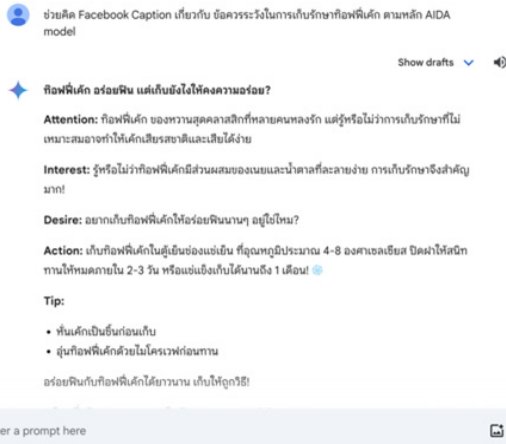 ช่วยคิด Facebook Caption เกี่ยวกับ ข้อควรระวังในการเก็บรักษาท๊อฟฟี่เค้ก ตามหลัก AIDA
model
Show drafts
ท๊อฟฟี่เค้ก อร่อยฟิน แต่เก็บยังไงให้คงความอร่อย?
Attention: ท๊อฟฟี่เค้ก ของหวานสุดคลาสสิกที่หลายคนหลงรัก แต่รู้หรือไม่ว่าการเก็บรักษาที่ไม่
เหมาะสมอาจทำให้เค้กเสียรสชาติและเสียได้ง่าย
Interest: รู้หรือไม่ว่าท๊อฟฟี่เค้กมีส่วนผสมของเนยและน้ำตาลที่ละลายง่าย การเก็บรักษาจึงสำคัญ
มาก!
Desire: อยากเก็บท๊อฟฟี่เค้กให้อร่อยฟินนานๆ อยู่ใช่ไหม?
Action: เก็บท๊อฟฟี่เค้กในตู้เย็นช่องแช่เย็น ที่อุณหภูมิประมาณ 4-8 องศาเซลเซียส ปิดฝาให้สนิท
ทานให้หมดภายใน 2-3 วัน หรือแช่แข็งเก็บได้นานถึง 1 เดือน! ❄️
Tip:
• หั่นเค้กเป็นชิ้นก่อนเก็บ
• อุ่นท๊อฟฟี่เค้กด้วยไมโครเวฟก่อนทาน
อร่อยฟินกับท๊อฟฟี่เค้กได้ยาวนาน เก็บให้ถูกวิธี!
er a prompt here